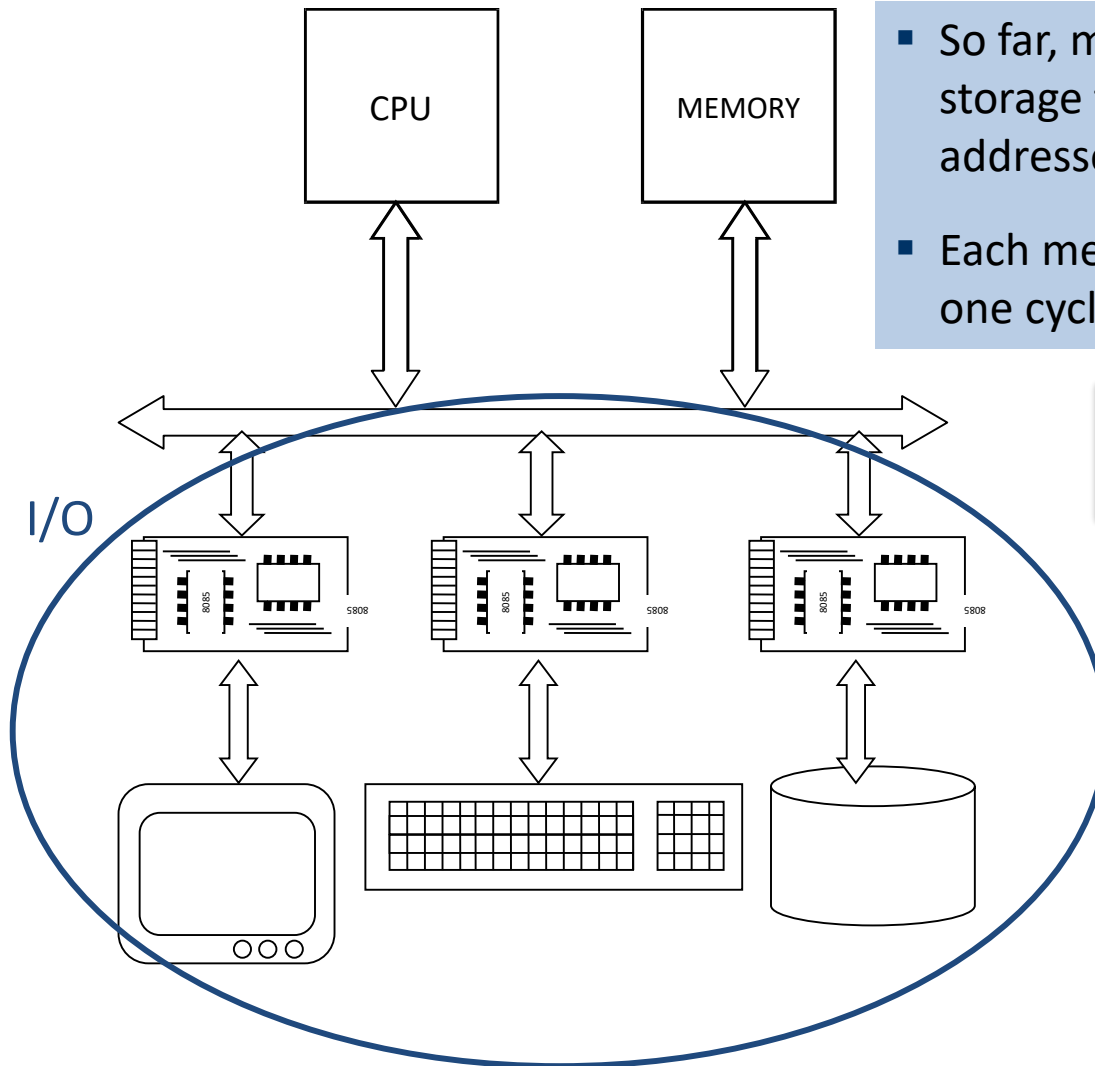 CPU
MEMORY
▪ So far, m
storage
addresse
▪ Each me
one cycl
I/O
8085
8085
8085
8085
8085
8085